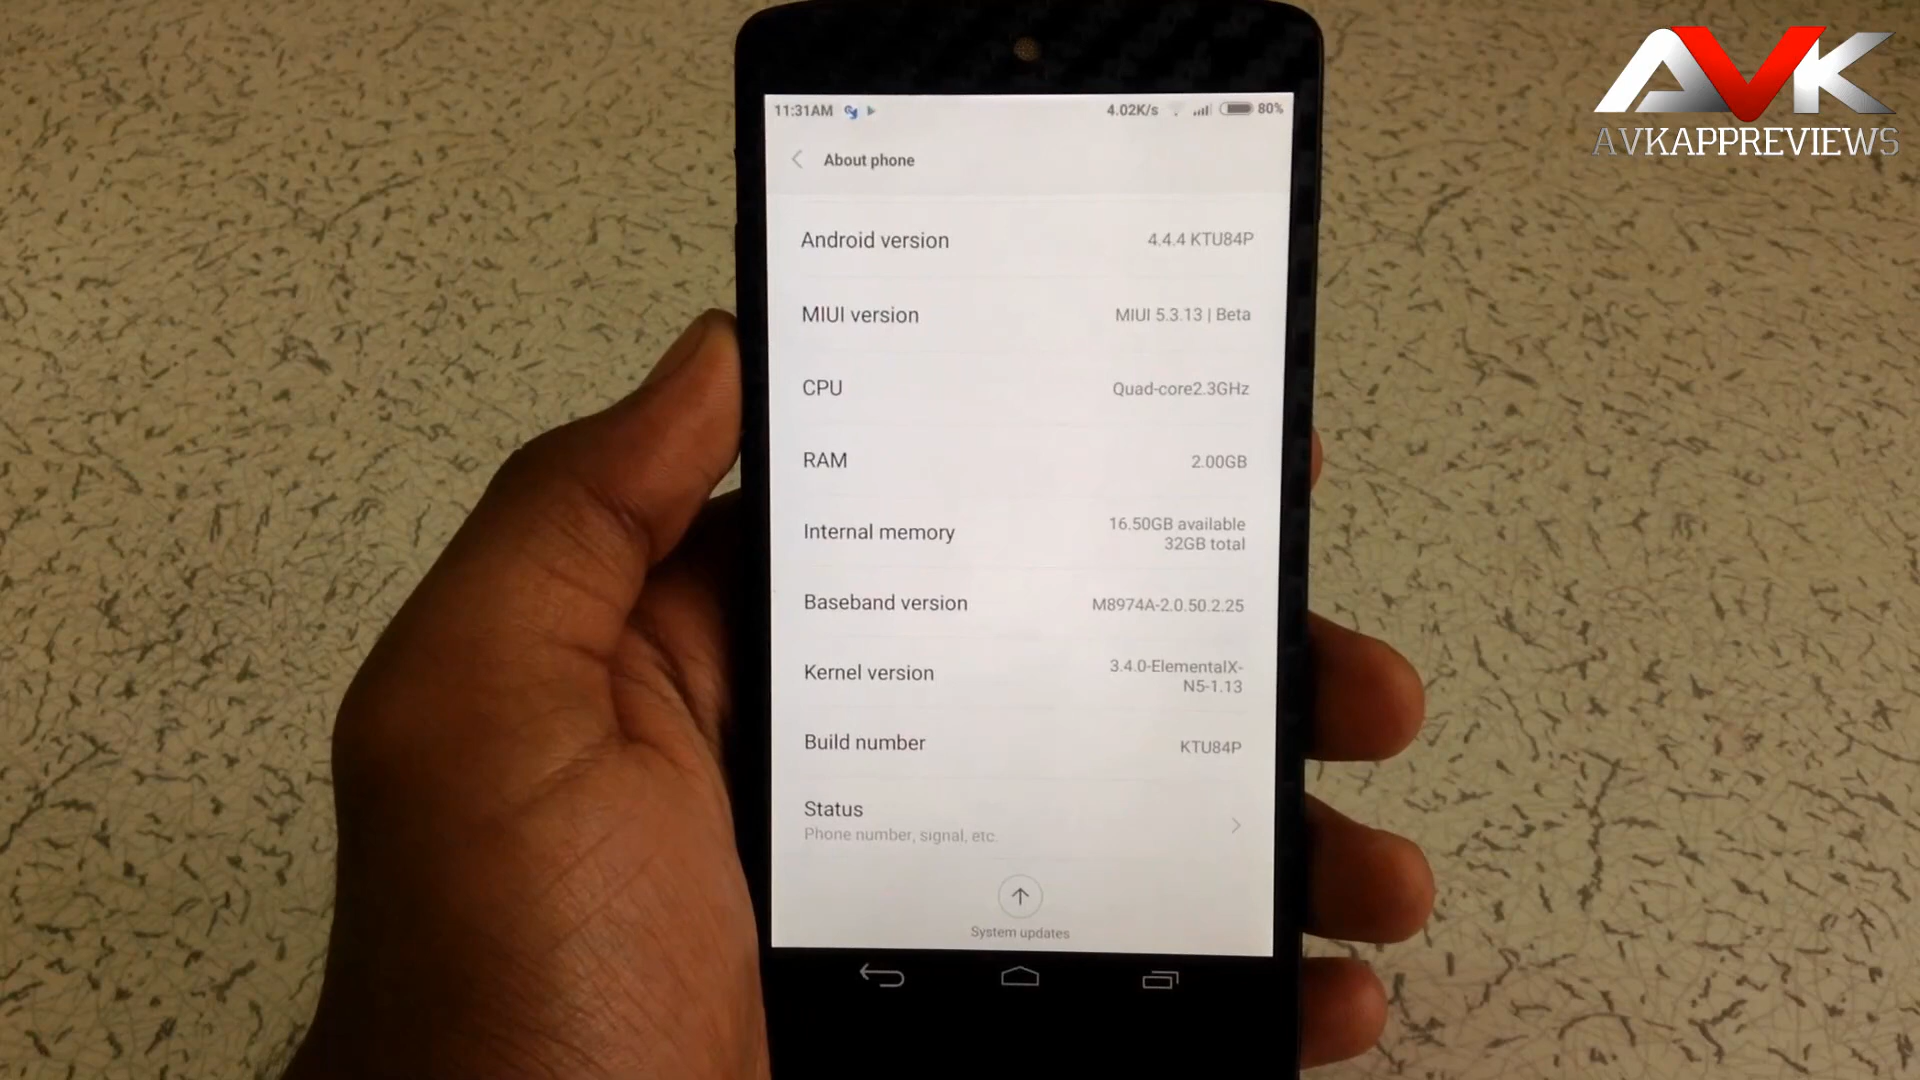 AVK
AVKAPPREVIEWS
11:31AM 4.02K/s 80%
About phone
Android version 4.4.4 KTU84P
MIUI version MIUI 5.3.13 | Beta
CPU Quad-core2.3GHz
RAM 2.00GB
Internal memory 16.50GB available
32GB total
Baseband version M8974A-2.0.50.2.25
Kernel version 3.4.0-ElementalX-
N5-1.13
Build number KTU84P
Status
Phone number, signal, etc.
System updates